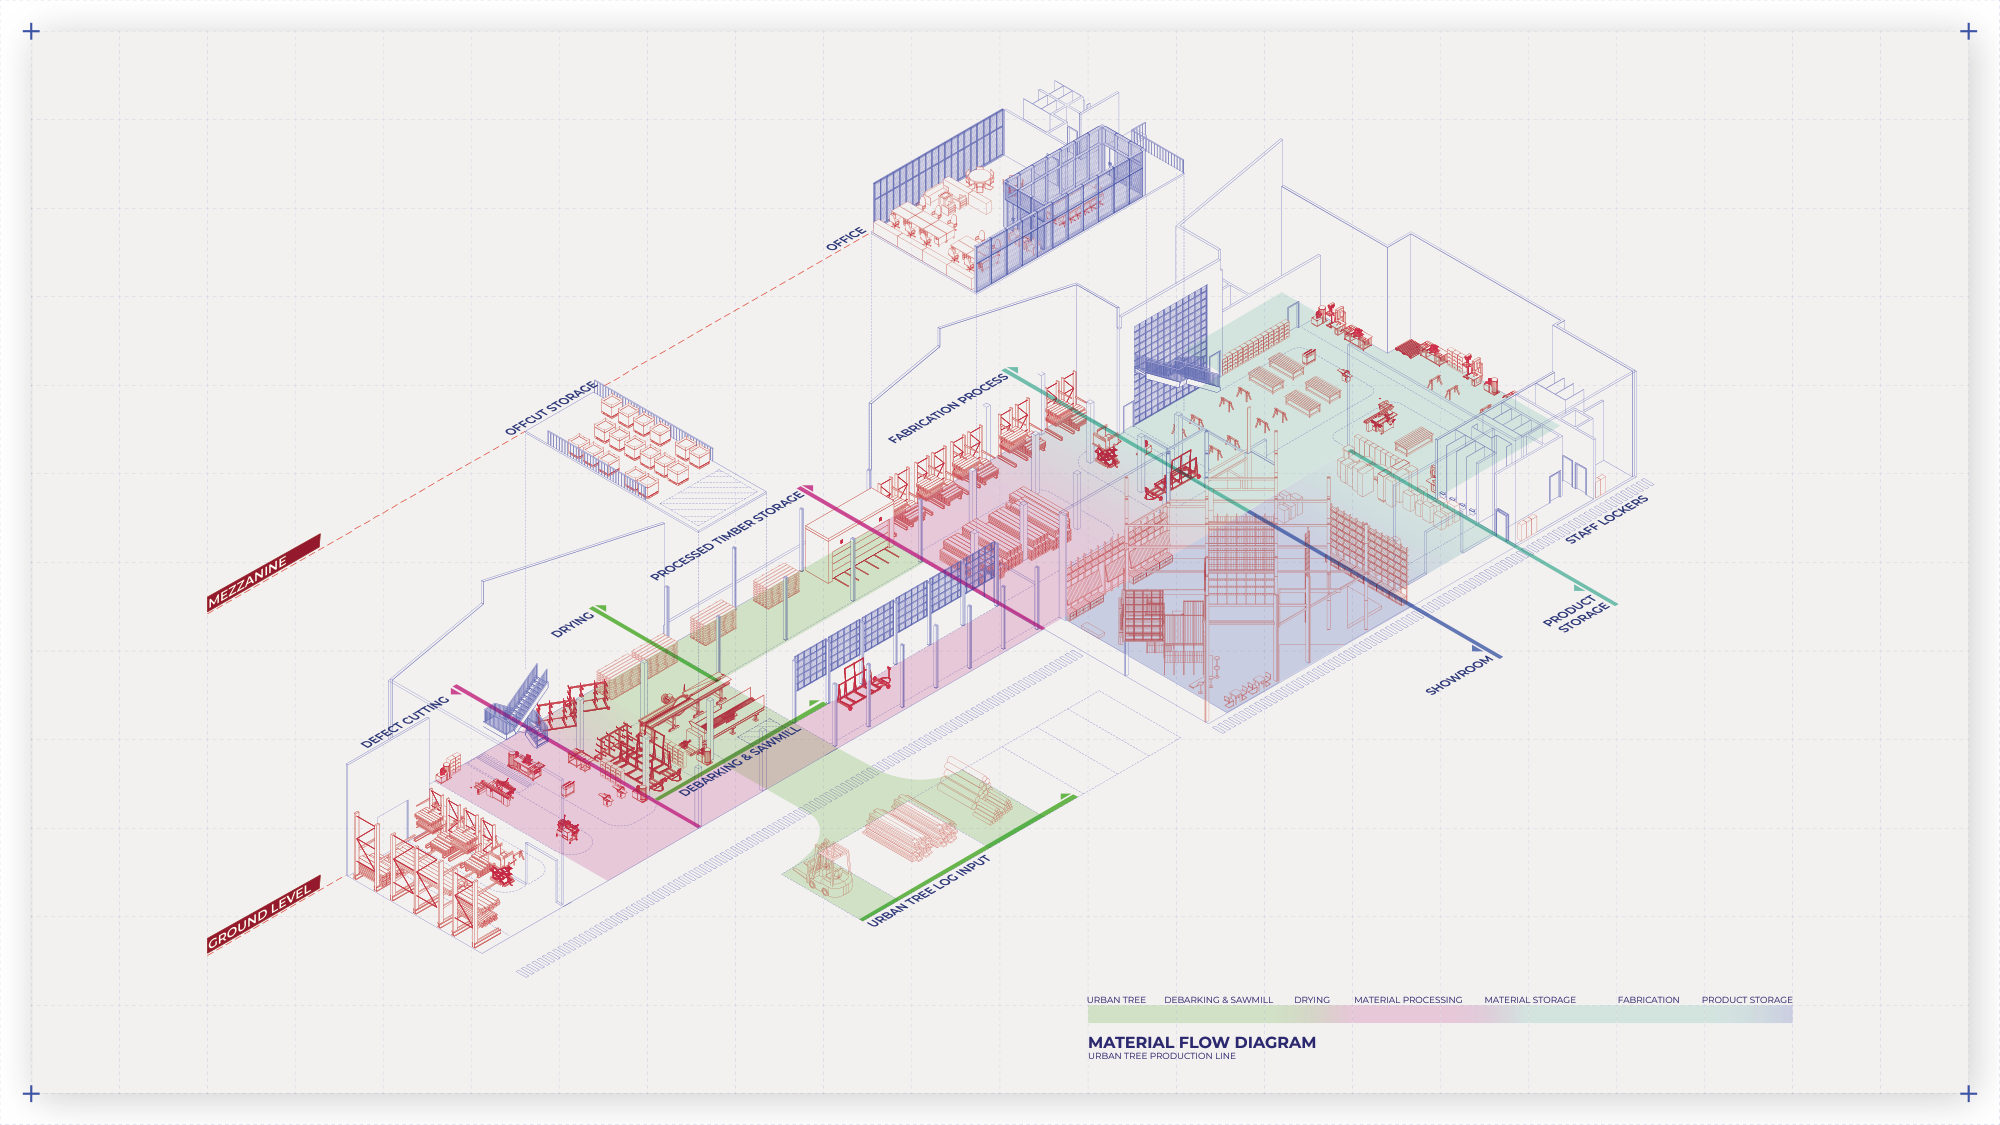 OFFICE
OFFCUT STORAGE
FABRICATION PROCESS
PROCESSED TIMBER STORAGE
MEZZANINE
DRYING
STAFF LOCKERS
PRODUCT
STORAGE
SHOWROOM
DEFECT CUTTING
DEBARKING & SAWMILL
URBAN TREE LOG INPUT
GROUND LEVEL
URBAN TREE DEBARKING & SAWMILL DRYING MATERIAL PROCESSING MATERIAL STORAGE FABRICATION PRODUCT STORAGE
MATERIAL FLOW DIAGRAM
URBAN TREE PRODUCTION LINE